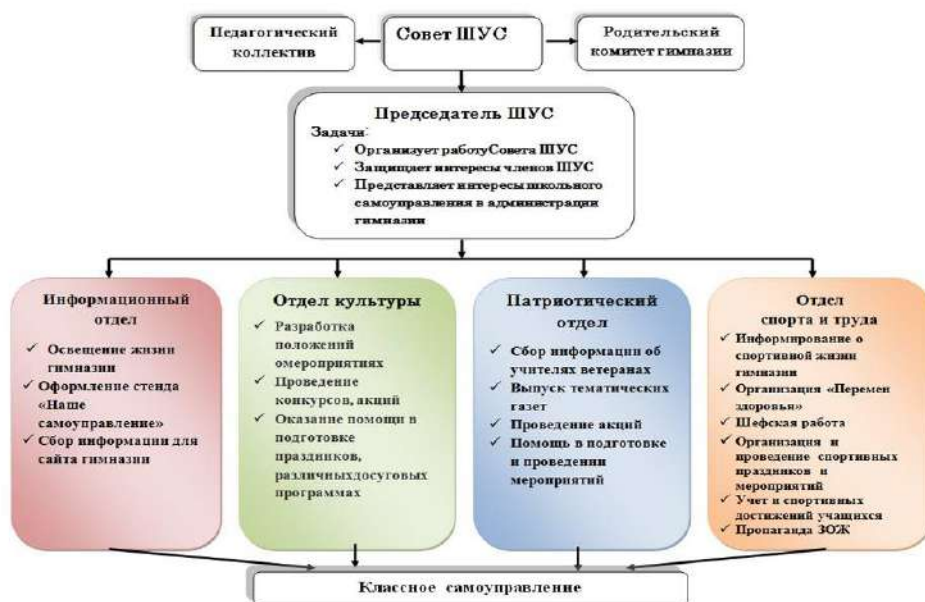 Педагогический
коллектив
Совет ШУС
Родительский
комитет гимназии
Председатель ШУС
Задачи:
✓ Организует работуСовета ШУС
✓ Защищает интересы членов ШУС
✓ Представляет интересы школьного
самоуправления в администрации
гимназии
Информационный
отдел
✓ Освещение жизни
гимназии
✓ Оформление стенда
«Наше
самоуправление»
✓ Сбор информации для
сайта гимназии
Отдел культуры
✓ Разработка
положений
омероприятиях
✓ Проведение
конкурсов, акций
✓ Оказание помощи в
подготовке
праздников,
различныхдосуговых
программах
Патриотический
отдел
✓ Сбор информации об
учителях ветеранах
✓ Выпуск тематических
газет
✓ Проведение акций
✓ Помощь в подготовке
и проведении
мероприятий
Отдел
спорта и труда
✓ Информирование о
спортивной жизни
гимназии
✓ Организация «Перемен
здоровья»
✓ Шефская работа
✓ Организация и
проведение спортивных
праздников и
мероприятий
✓ Учет и спортивных
достижений учащихся
✓ Пропаганда ЗОЖ
Классное самоуправление